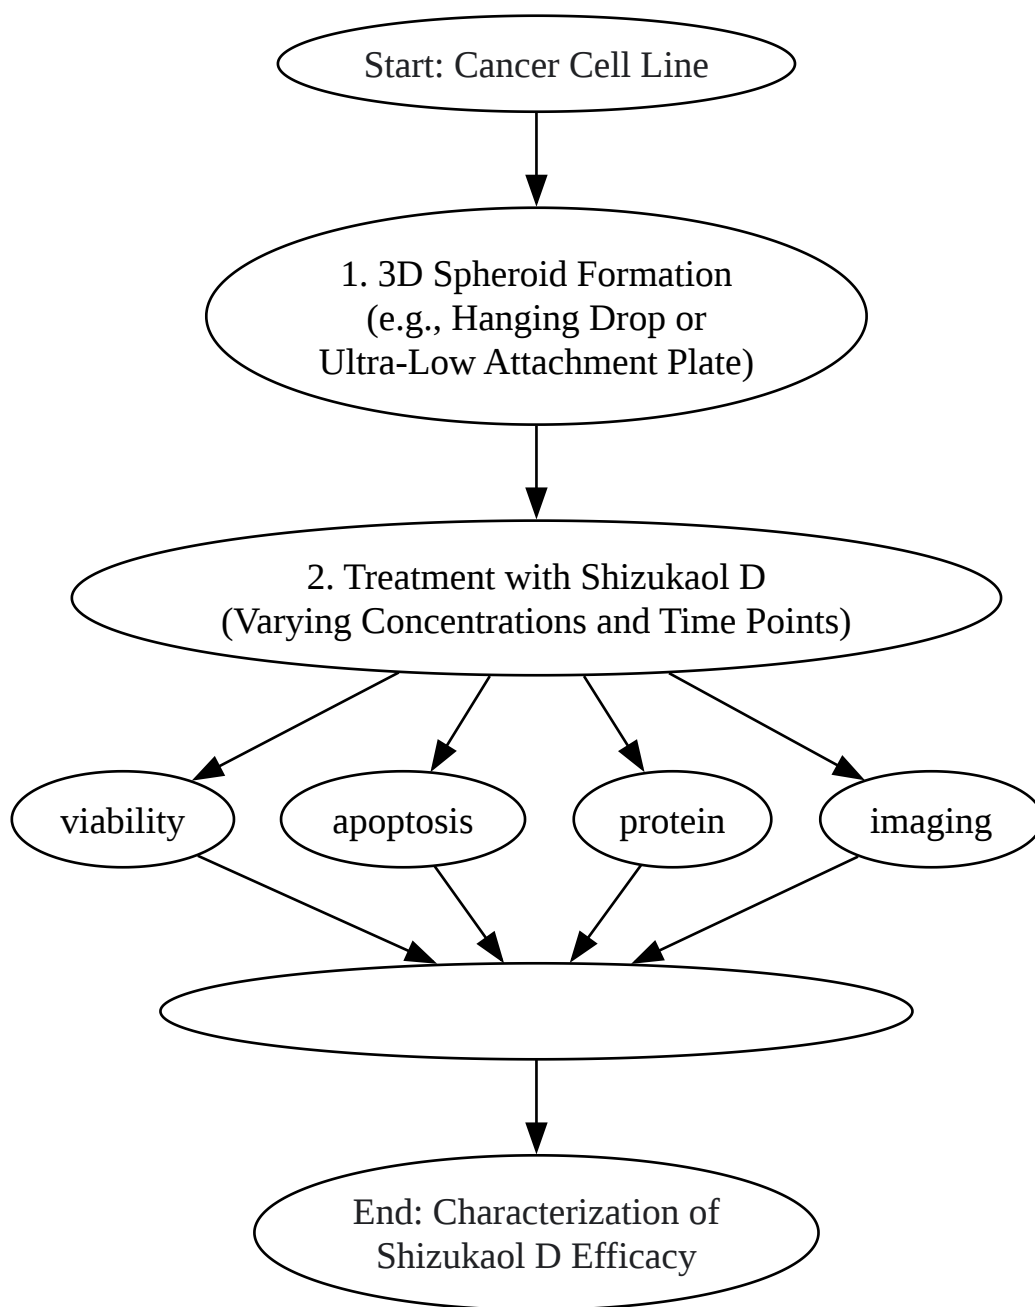 Start: Cancer Cell Line
1. 3D Spheroid Formation
(e.g., Hanging Drop or
Ultra-Low Attachment Plate)
2. Treatment with Shizukaol D
(Varying Concentrations and Time Points)
viability
apoptosis
protein
imaging
End: Characterization of
Shizukaol D Efficacy